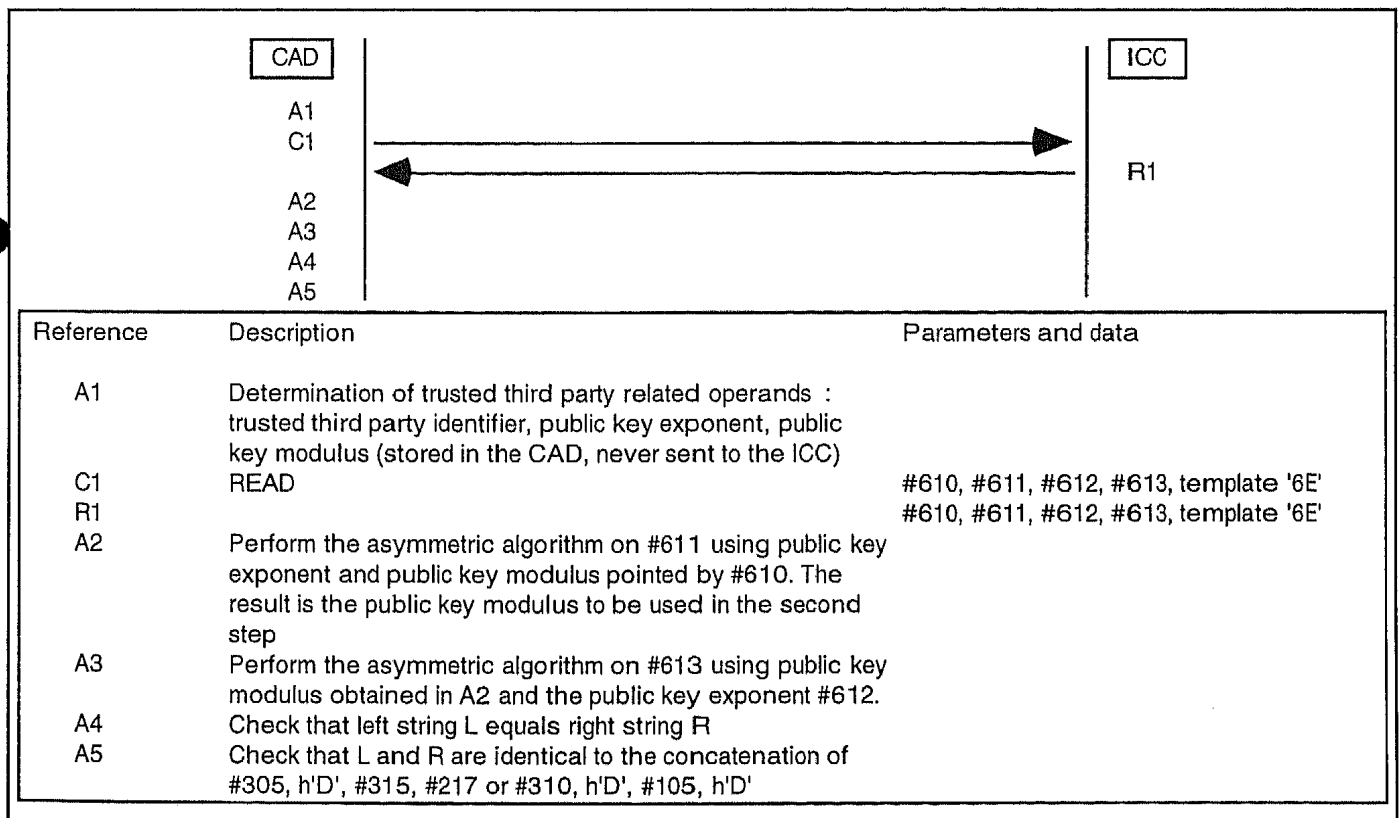 CAD ICC
A1
C1
R1
A2
A3
A4
A5
Reference Description Parameters and data
A1 Determination of trusted third party related operands :
trusted third party identifier, public key exponent, public
key modulus (stored in the CAD, never sent to the ICC)
C1 READ #610, #611, #612, #613, template '6E'
R1 #610, #611, #612, #613, template '6E'
A2 Perform the asymmetric algorithm on #611 using public key
exponent and public key modulus pointed by #610. The
result is the public key modulus to be used in the second
step
A3 Perform the asymmetric algorithm on #613 using public key
modulus obtained in A2 and the public key exponent #612.
A4 Check that left string L equals right string R
A5 Check that L and R are identical to the concatenation of
#305, h'D', #315, #217 or #310, h'D', #105, h'D'